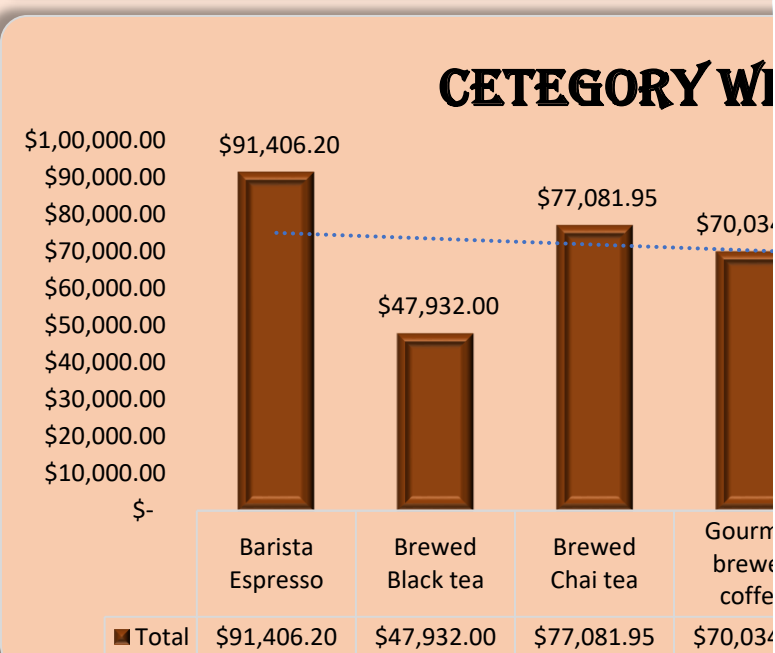 CETEGORY
$1,00,000.00
$90,000.00
$80,000.00
$70,000.00
$60,000.00
$50,000.00
$40,000.00
$30,000.00
$20,000.00
$10,000.00
$-
$91,406.20
$47,932.00
$77,081.95
Barista
Espresso
Brewed
Black tea
Brewed
Chai tea
Total $91,406.20 $47,932.00 $77,081.95